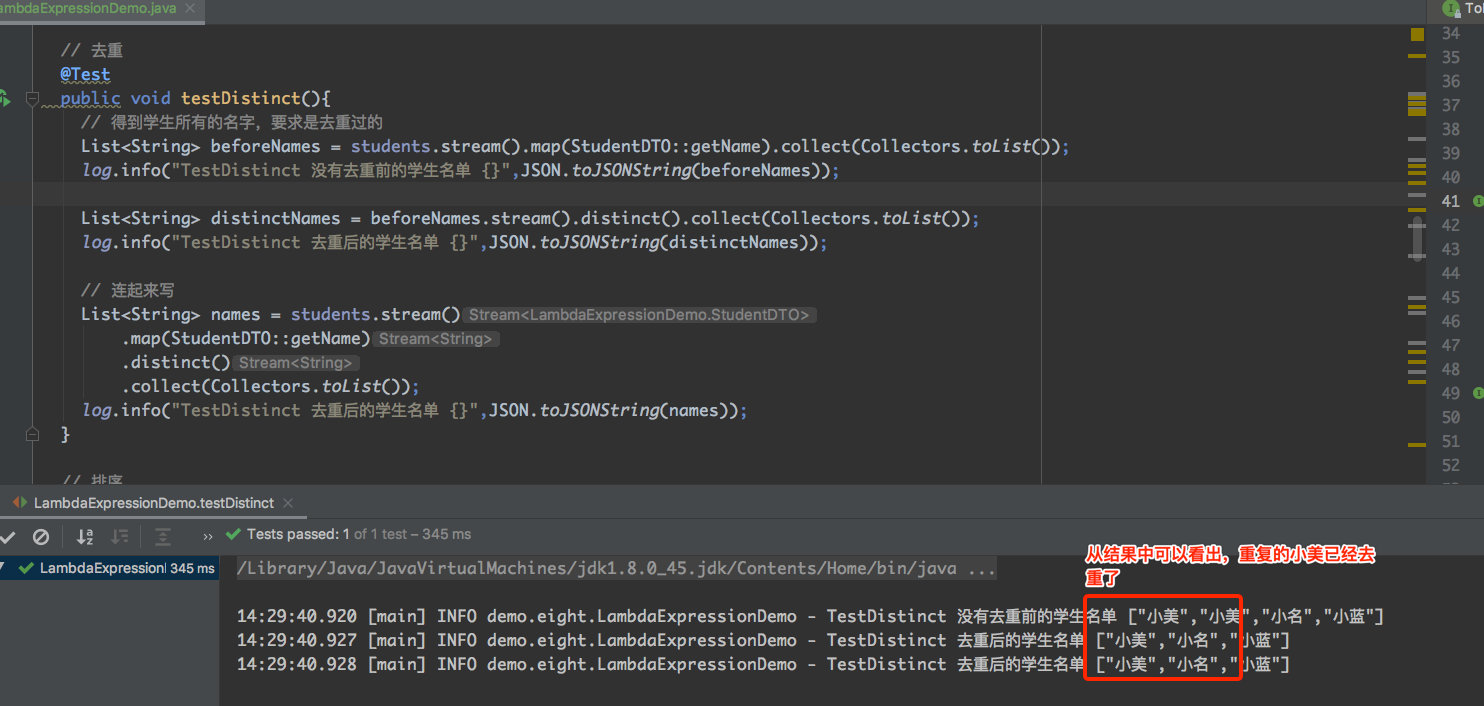 ambdaExpressionDemo.java
// 去重
@Test
public void testDistinct(){
// 得到学生所有的名字，要求是去重过的
List<String> beforeNames = students.stream().map(StudentDTO::getName).collect(Collectors.toList());
log.info("TestDistinct 没有去重前的学生名单 {}",JSON.toJSONString(beforeNames));
List<String> distinctNames = beforeNames.stream().distinct().collect(Collectors.toList());
log.info("TestDistinct 去重后的学生名单 {}",JSON.toJSONString(distinctNames));
// 连起来写
List<String> names = students.stream() Stream<LambdaExpressionDemo.StudentDTO>
.map(StudentDTO::getName) Stream<String>
.distinct() Stream<String>
.collect(Collectors.toList());
log.info("TestDistinct 去重后的学生名单 {}",JSON.toJSONString(names));
}
// 排序
34
35
36
37
38
39
40
41
42
43
44
45
46
47
48
49
50
51
52
LambdaExpressionDemo.testDistinct
Tests passed: 1 of 1 test – 345 ms
LambdaExpression 345 ms
/Library/Java/JavaVirtualMachines/jdk1.8.0_45.jdk/Contents/Home/bin/java ...
从结果中可以看出，重复的小美已经去
重了
14:29:40.920 [main] INFO demo.eight.LambdaExpressionDemo - TestDistinct 没有去重前的学生名单 ["小美","小美","小名","小蓝"]
14:29:40.927 [main] INFO demo.eight.LambdaExpressionDemo - TestDistinct 去重后的学生名单 ["小美","小名","小蓝"]
14:29:40.928 [main] INFO demo.eight.LambdaExpressionDemo - TestDistinct 去重后的学生名单 ["小美","小名","小蓝"]